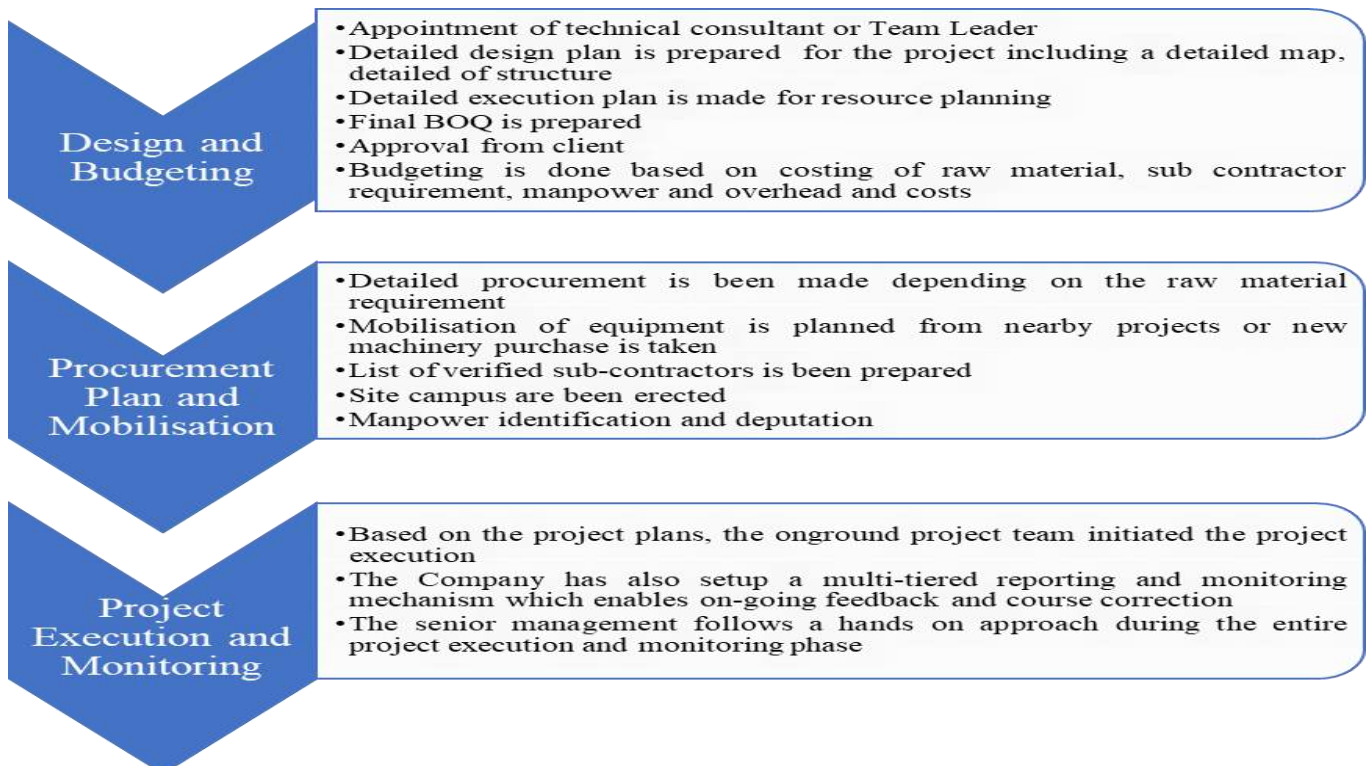 Design and
Budgeting
•Appointment of technical consultant or Team Leader
•Detailed design plan is prepared for the project including a detailed map,
detailed of structure
•Detailed execution plan is made for resource planning
•Final BOQ is prepared
•Approval from client
•Budgeting is done based on costing of raw material, sub contractor
requirement, manpower and overhead and costs
Procurement
Plan and
Mobilisation
•Detailed procurement is been made depending on the raw material
requirement
•Mobilisation of equipment is planned from nearby projects or new
machinery purchase is taken
•List of verified sub-contractors is been prepared
•Site campus are been erected
•Manpower identification and deputation
Project
Execution and
Monitoring
•Based on the project plans, the onground project team initiated the project
execution
•The Company has also setup a multi-tiered reporting and monitoring
mechanism which enables on-going feedback and course correction
•The senior management follows a hands on approach during the entire
project execution and monitoring phase